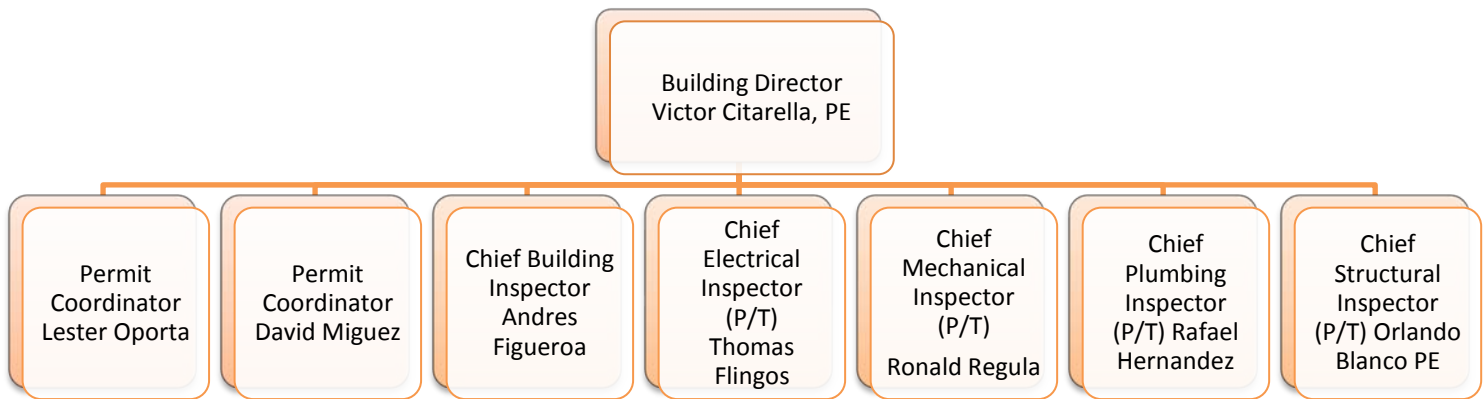 Building Director
Victor Citarella, PE
Permit
Coordinator
Lester Oporta
Permit
Coordinator
David Miguez
Chief Building
Inspector
Andres
Figueroa
Chief
Electrical
Inspector
(P/T)
Thomas
Flingos
Chief
Mechanical
Inspector
(P/T)
Ronald Regula
Chief
Plumbing
Inspector
(P/T) Rafael
Hernandez
Chief
Structural
Inspector
(P/T) Orlando
Blanco PE